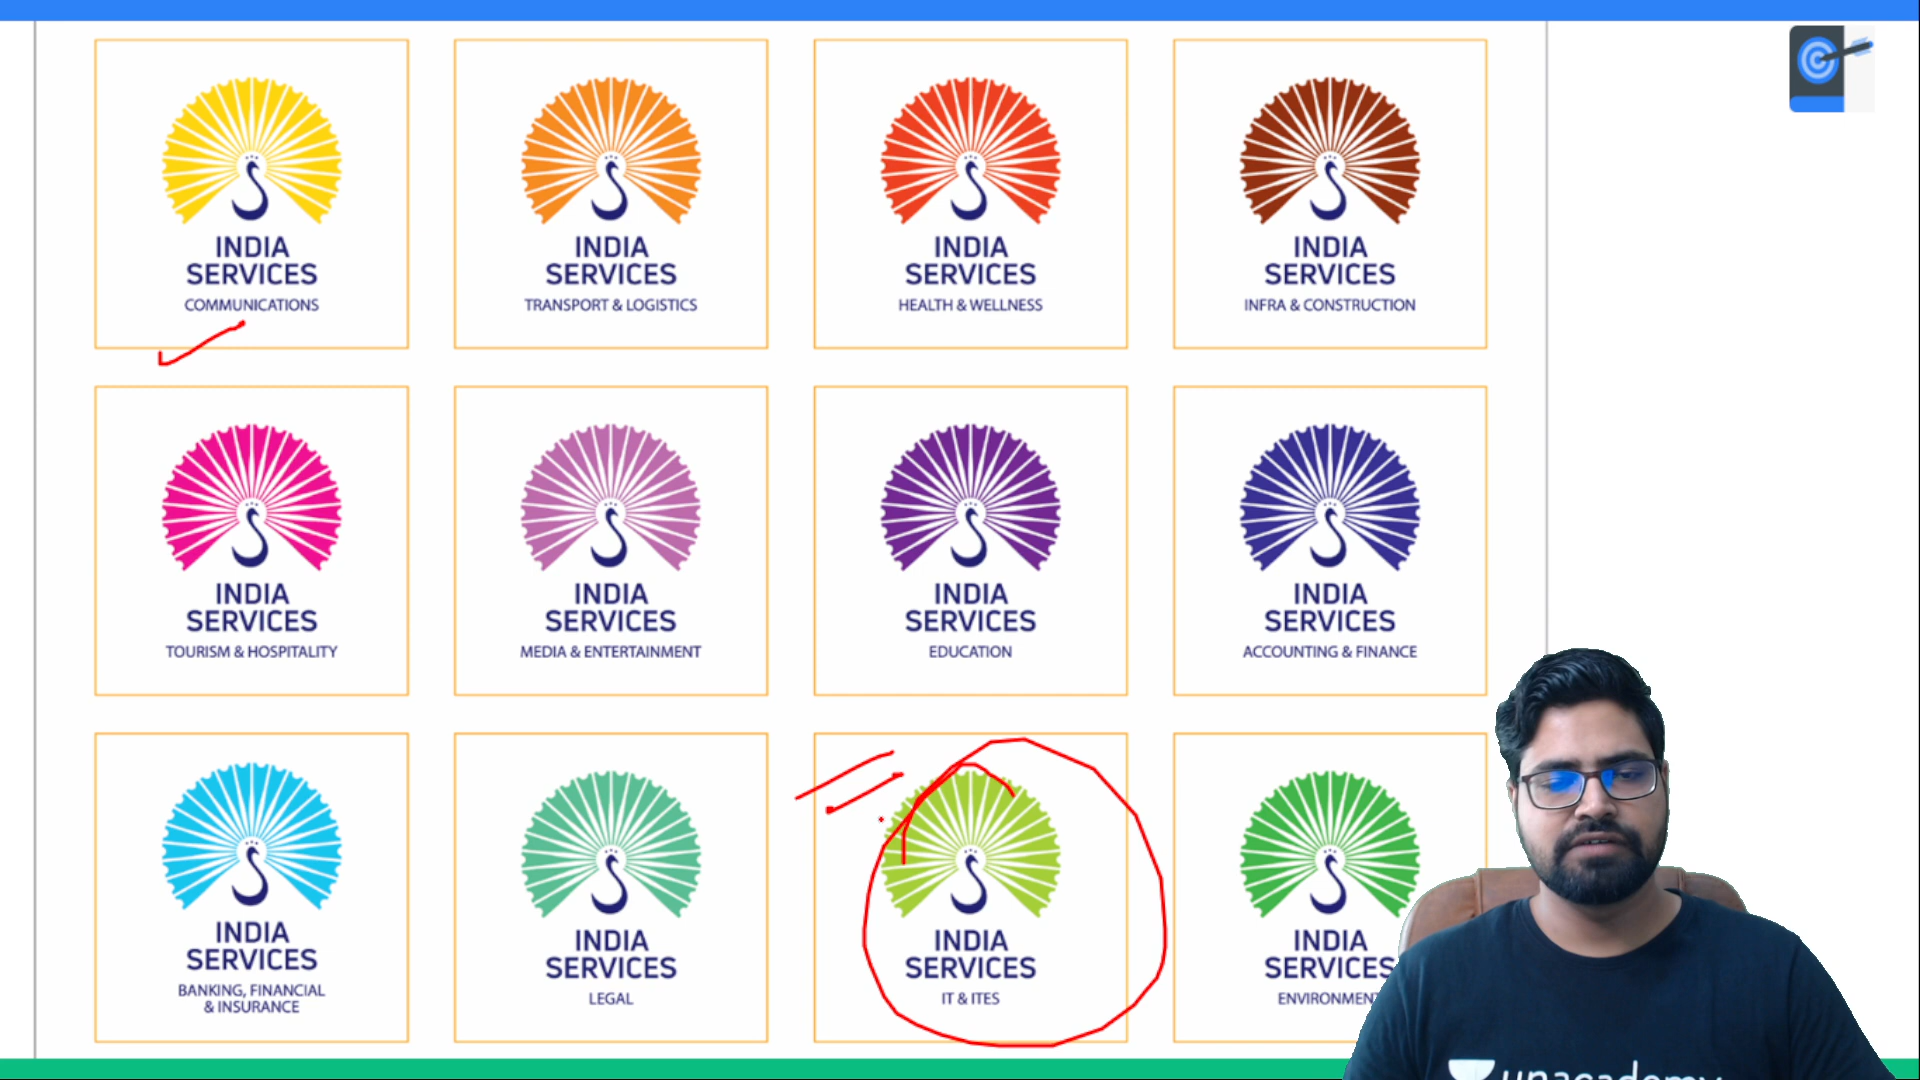 INDIA
SERVICES
COMMUNICATIONS
INDIA
SERVICES
TRANSPORT & LOGISTICS
INDIA
SERVICES
HEALTH & WELLNESS
INDIA
SERVICES
INFRA & CONSTRUCTION
INDIA
SERVICES
TOURISM & HOSPITALITY
INDIA
SERVICES
MEDIA & ENTERTAINMENT
INDIA
SERVICES
EDUCATION
INDIA
SERVICES
ACCOUNTING & FINANCE
INDIA
SERVICES
BANKING, FINANCIAL
& INSURANCE
INDIA
SERVICES
LEGAL
INDIA
SERVICES
IT & ITES
INDIA
SERVICES
ENVIRONMENT
unacademy